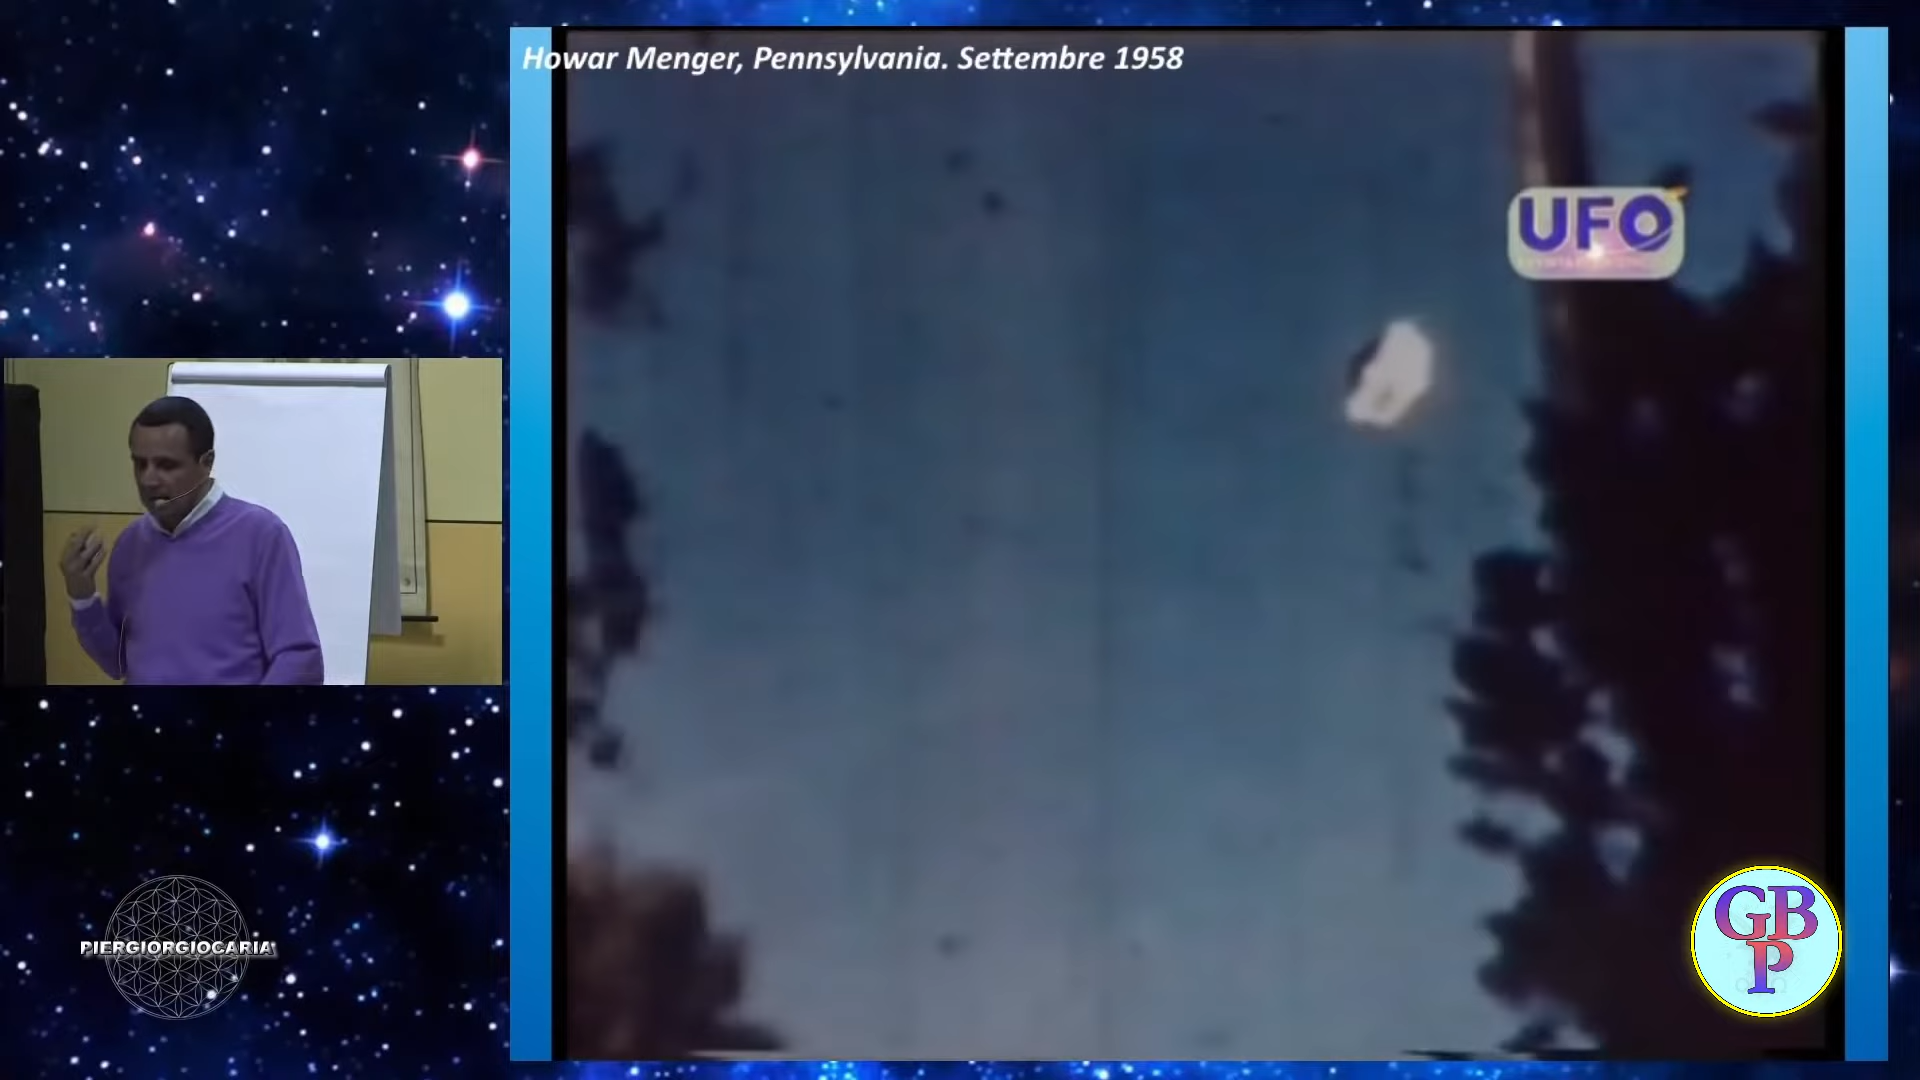 Howar Menger, Pennsylvania. Settembre 1958
UFO
PIERGIORGIOCARIA
GBP